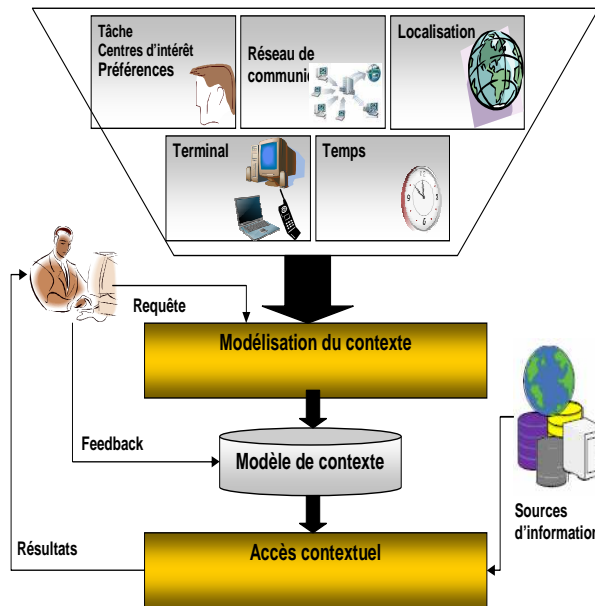 Tâche
Centres d'intérêt
Préférences
Réseau de
communi
Localisation
Terminal
Temps
Requête
Modélisation du contexte
Feedback
Modèle de contexte
Sources
d'information
Résultats
Accès contextuel